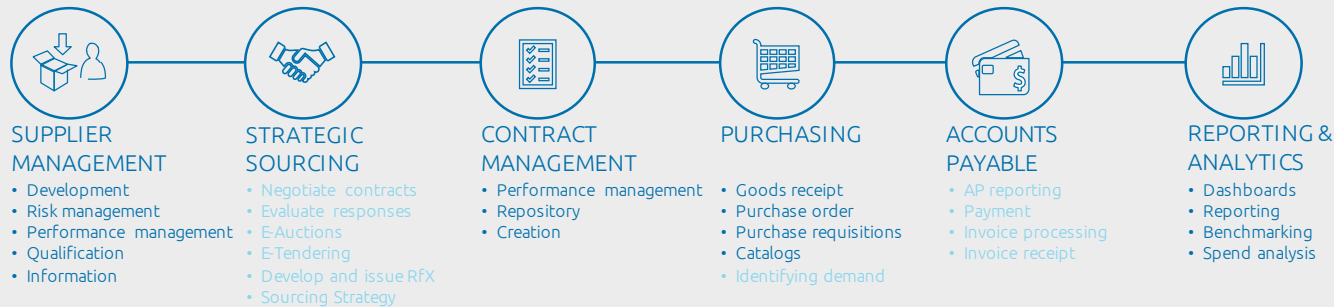 SUPPLIER
MANAGEMENT
• Development
• Risk management
• Performance management
• Qualification
• Information
STRATEGIC
SOURCING
• Negotiate contracts
• Evaluate responses
• E-Auctions
• E-Tendering
• Develop and issue RfX
• Sourcing Strategy
CONTRACT
MANAGEMENT
• Performance management
• Repository
• Creation
PURCHASING
• Goods receipt
• Purchase order
• Purchase requisitions
• Catalogs
• Identifying demand
$
ACCOUNTS
PAYABLE
• AP reporting
• Payment
• Invoice processing
• Invoice receipt
REPORTING &
ANALYTICS
• Dashboards
• Reporting
• Benchmarking
• Spend analysis